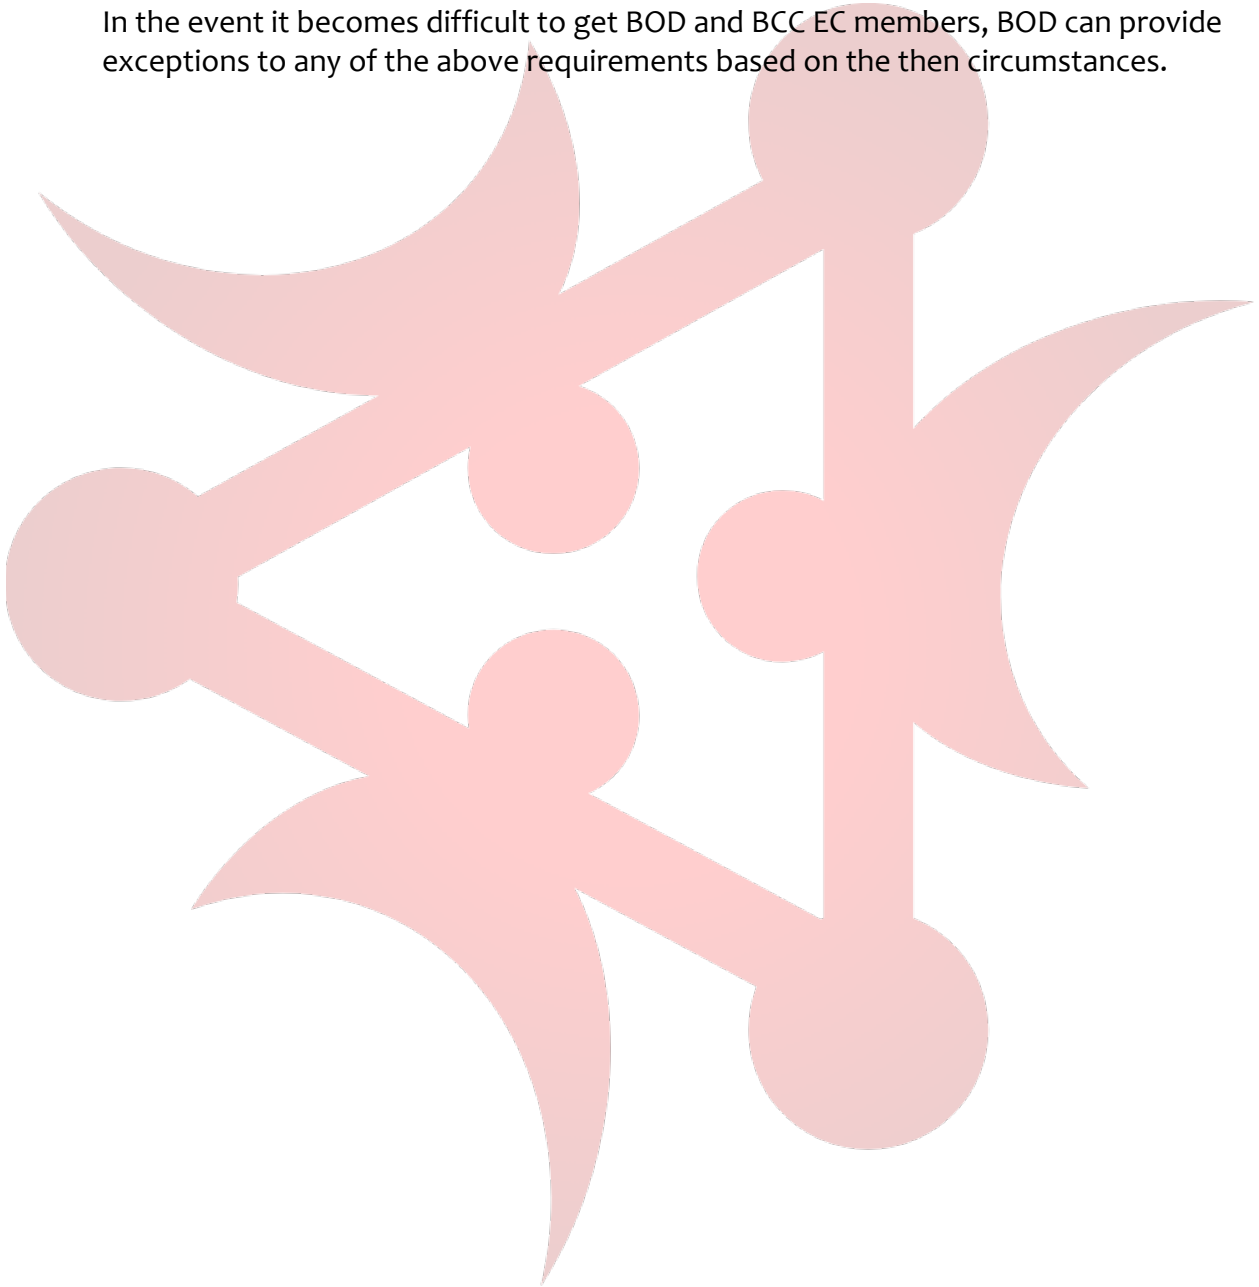 In the event it becomes difficult to get BOD and BCC EC members, BOD can provide
exceptions to any of the above requirements based on the then circumstances.